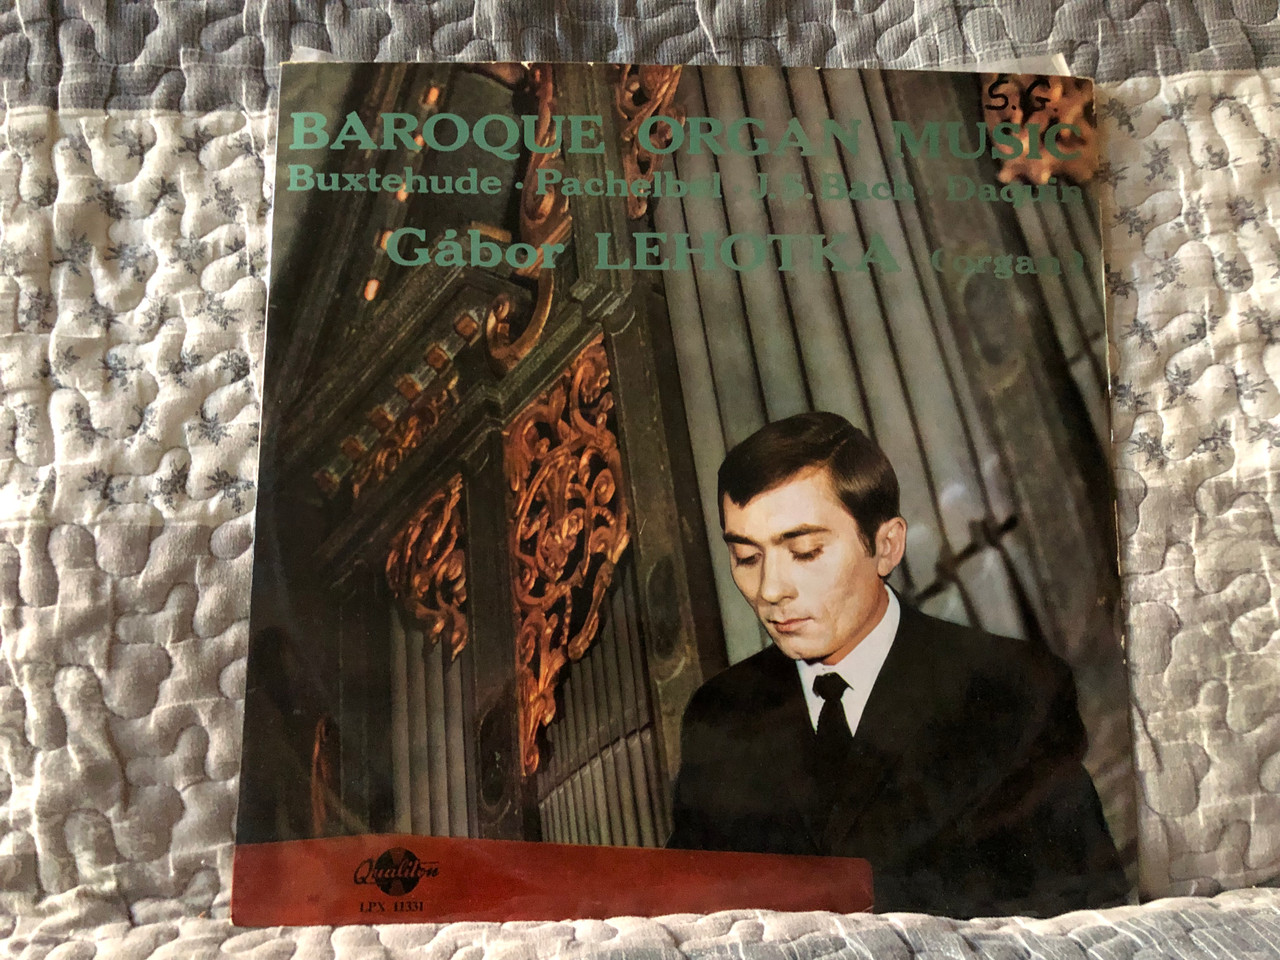 S.G.
BAROQUE ORGAN MUSIC
Buxtehude · Pachelbel · J. S. Bach · Daquin
Gábor LEHOTKA (organ)
Qualiton
LPX 11331